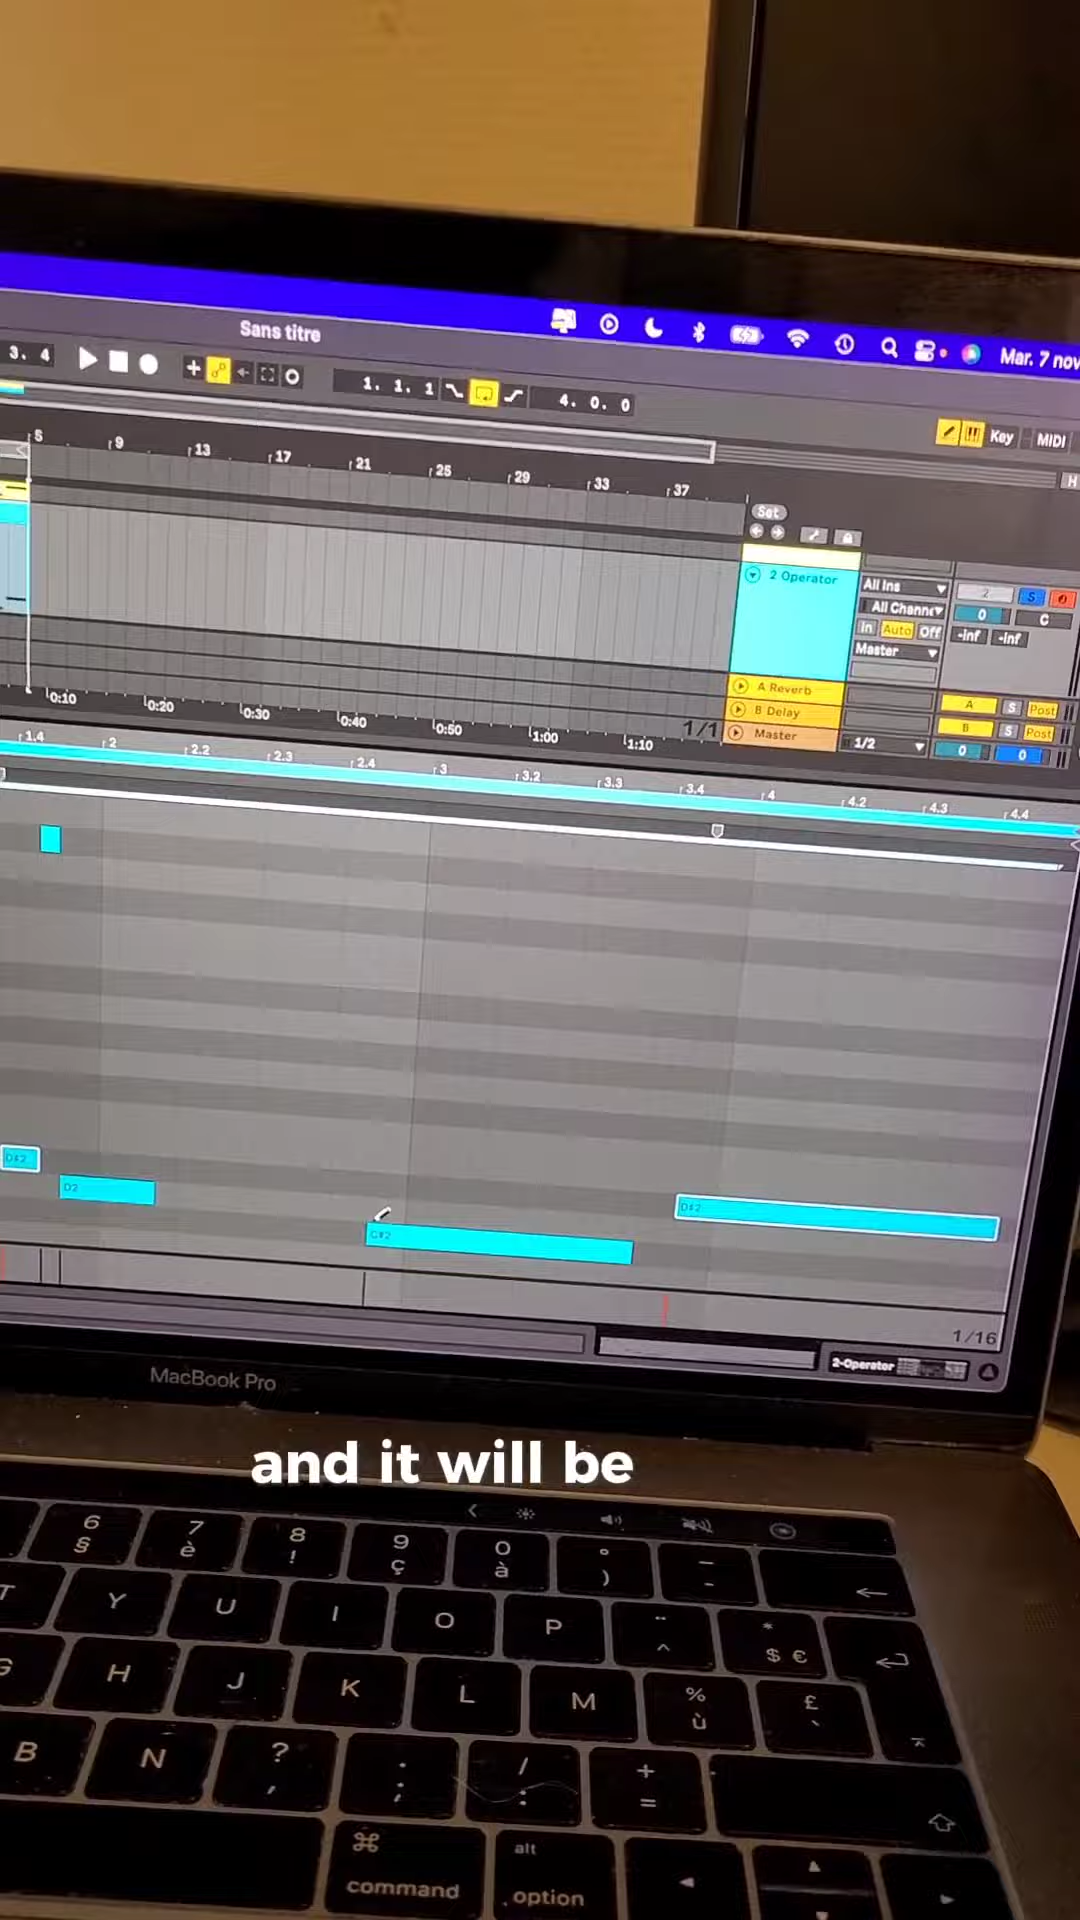 Sans titre
Mar. 7 nov
3. 4
1. 1. 1
4. 0. 0
Key
MIDI
H
5
9
13
17
21
25
29
33
37
Set
2 Operator
All Ins
2
S
All Channe
0
C
In Auto Off
-inf -inf
Master
A Reverb
A S Post
B Delay
B S Post
Master
1/2
0
0
0:10
0:20
0:30
0:40
0:50
1:00
1:10
1/1
1.4
2
2.2
2.3
2.4
3
3.2
3.3
3.4
4
4.2
4.3
4.4
D#2
D2
C#2
D#2
1/16
2-Operator
MacBook Pro
and it will be
6
§
7
è
8
!
9
ç
0
à
°
)
_
-
T
Y
U
I
O
P
¨
^
*
$ €
G
H
J
K
L
M
%
ù
£
`
B
N
?
,
.
;
/
:
+
=
⌘
command
alt
option